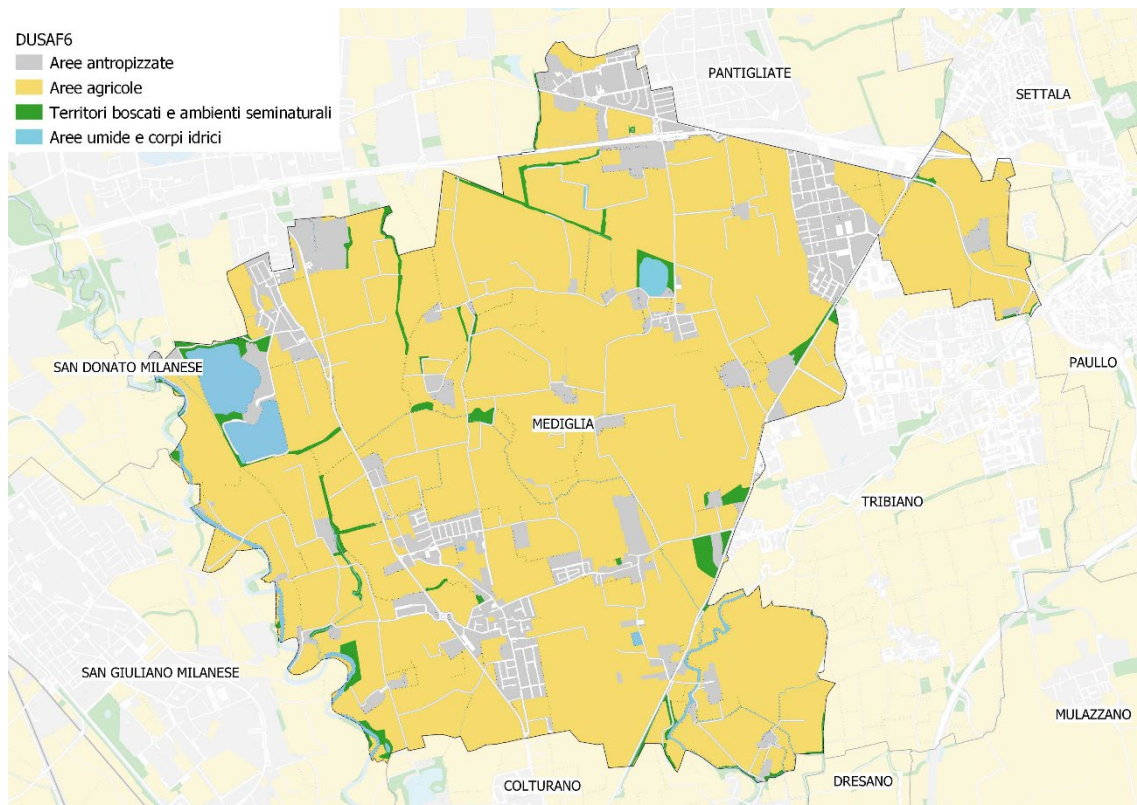 DUSAF6
Aree antropizzate
Aree agricole
Territori boscati e ambienti seminaturali
Aree umide e corpi idrici
PANTIGLIATE
SETTALA
SAN DONATO MILANESE
PAULLO
MEDIGLIA
TRIBIANO
SAN GIULIANO MILANESE
MULAZZANO
COLTURANO
DRESANO